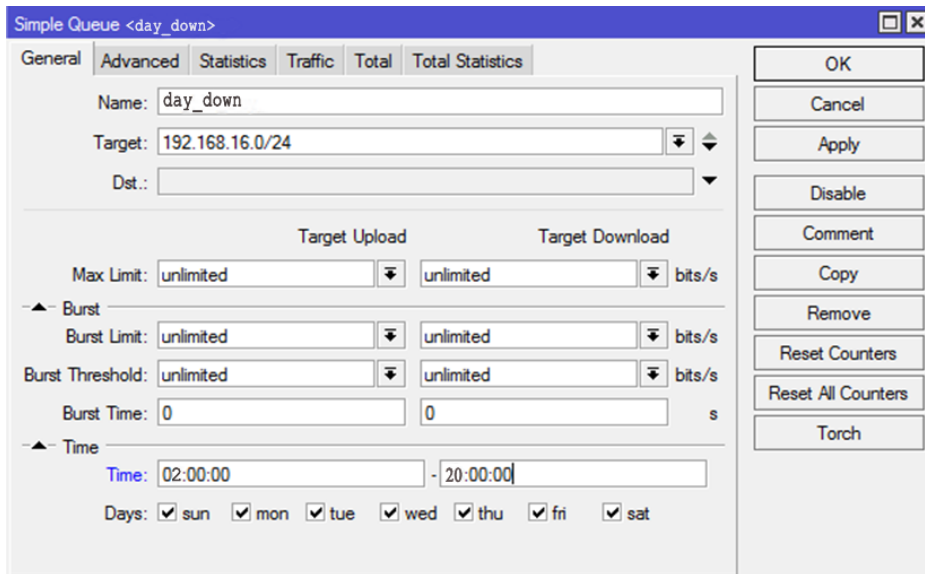 Simple Queue <day_down>
General Advanced Statistics Traffic Total Total Statistics
Name: day_down
Target: 192.168.16.0/24
Dst.:
Target Upload Target Download
Max Limit: unlimited unlimited bits/s
Burst
Burst Limit: unlimited unlimited bits/s
Burst Threshold: unlimited unlimited bits/s
Burst Time: 0 0 s
Time
Time: 02:00:00 - 20:00:00
Days: sun mon tue wed thu fri sat
OK
Cancel
Apply
Disable
Comment
Copy
Remove
Reset Counters
Reset All Counters
Torch